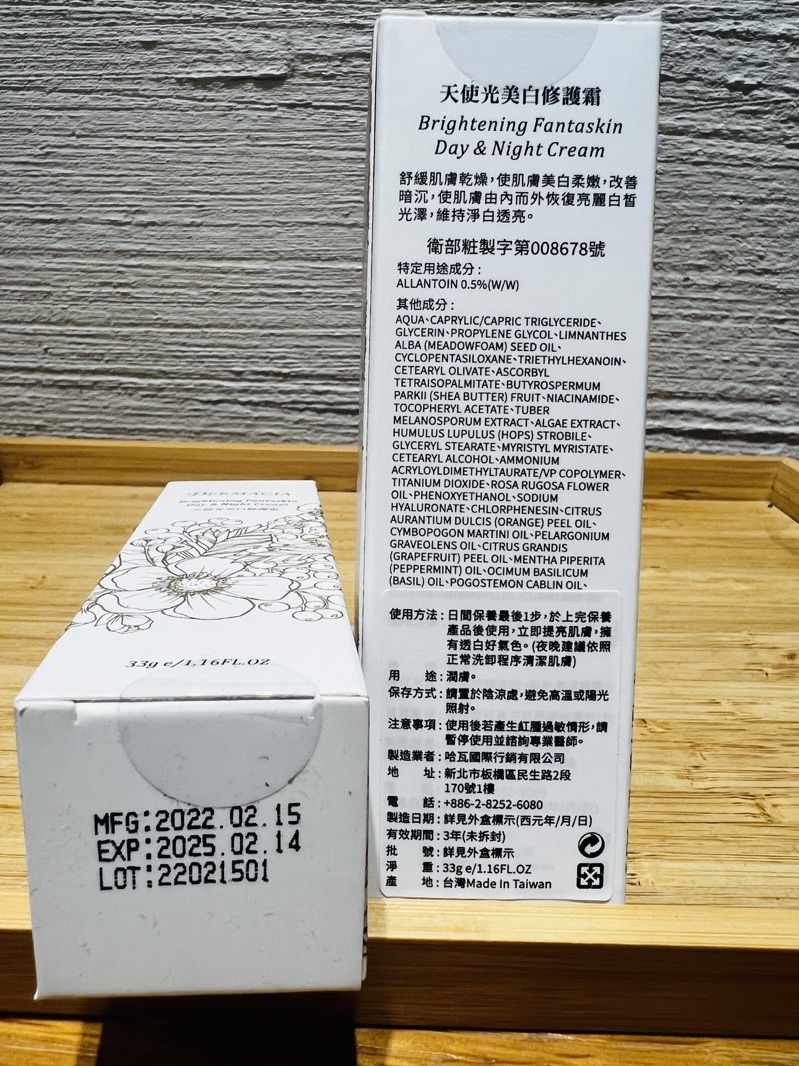 天使光美白修護霜
Brightening Fantaskin
Day & Night Cream
舒緩肌膚乾燥,使肌膚美白柔嫩,改善
暗沉,使肌膚由內而外恢復亮麗白皙
光澤,維持淨白透亮。
衛部粧製字第008678號
特定用途成分:
ALLANTOIN 0.5%(W/W)
其他成分:
AQUA、CAPRYLIC/CAPRIC TRIGLYCERIDE、
GLYCERIN、PROPYLENE GLYCOL、LIMNANTHES
ALBA (MEADOWFOAM) SEED OIL、
CYCLOPENTASILOXANE、TRIETHYLHEXANOIN、
CETEARYL OLIVATE、ASCORBYL
TETRAISOPALMITATE、BUTYROSPERMUM
PARKII (SHEA BUTTER) FRUIT、NIACINAMIDE、
TOCOPHERYL ACETATE、TUBER
MELANOSPORUM EXTRACT、ALGAE EXTRACT、
HUMULUS LUPULUS (HOPS) STROBILE、
GLYCERYL STEARATE、MYRISTYL MYRISTATE、
CETEARYL ALCOHOL、AMMONIUM
ACRYLOYLDIMETHYLTAURATE/VP COPOLYMER、
TITANIUM DIOXIDE、ROSA RUGOSA FLOWER
OIL、PHENOXYETHANOL、SODIUM
HYALURONATE、CHLORPHENESIN、CITRUS
AURANTIUM DULCIS (ORANGE) PEEL OIL、
CYMBOPOGON MARTINI OIL、PELARGONIUM
GRAVEOLENS OIL、CITRUS GRANDIS
(GRAPEFRUIT) PEEL OIL、MENTHA PIPERITA
(PEPPERMINT) OIL、OCIMUM BASILICUM
(BASIL) OIL、POGOSTEMON CABLIN OIL、
使用方法:日間保養最後1步,於上完保養
產品後使用,立即提亮肌膚,擁
有透白好氣色。(夜晚建議依照
正常洗卸程序清潔肌膚)
用 途:潤膚。
保存方式:請置於陰涼處,避免高溫或陽光
照射。
注意事項:使用後若產生紅腫過敏情形,請
暫停使用並諮詢專業醫師。
製造業者:哈瓦國際行銷有限公司
地 址:新北市板橋區民生路2段
170號1樓
電 話:+886-2-8252-6080
製造日期:詳見外盒標示(西元年/月/日)
有效期間:3年(未拆封)
批 號:詳見外盒標示
淨 重:33g e/1.16FL.OZ
產 地:台灣Made In Taiwan
DERMACIA
Brightening Fantaskin
Day & Night Cream
33g e/1.16FL.OZ
MFG:2022.02.15
EXP:2025.02.14
LOT:22021501